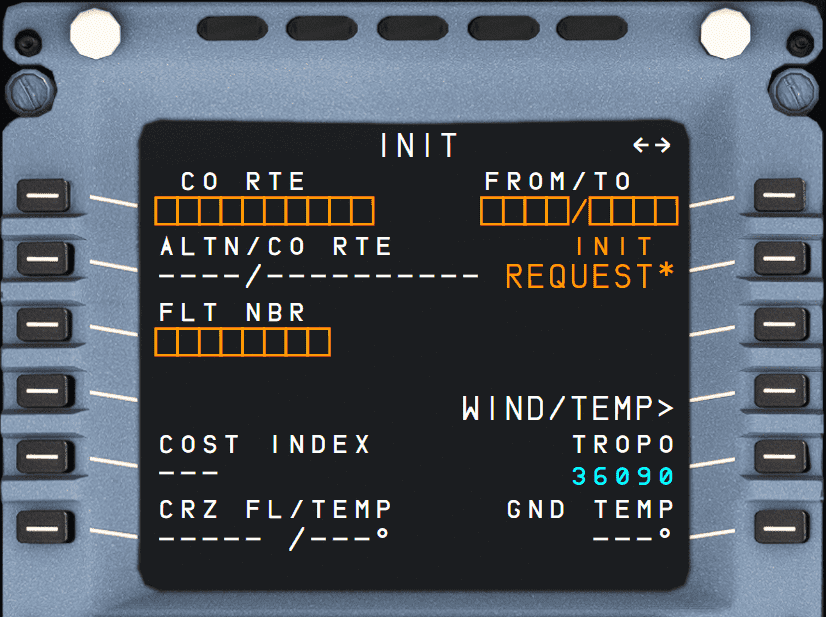 INIT ←→
CO RTE FROM/TO
□□□□□□□□□□ □□□□/□□□□
ALTN/CO RTE INIT
----/---------- REQUEST*
FLT NBR
□□□□□□□□
WIND/TEMP>
COST INDEX TROPO
--- 36090
CRZ FL/TEMP GND TEMP
----- /---° ---°